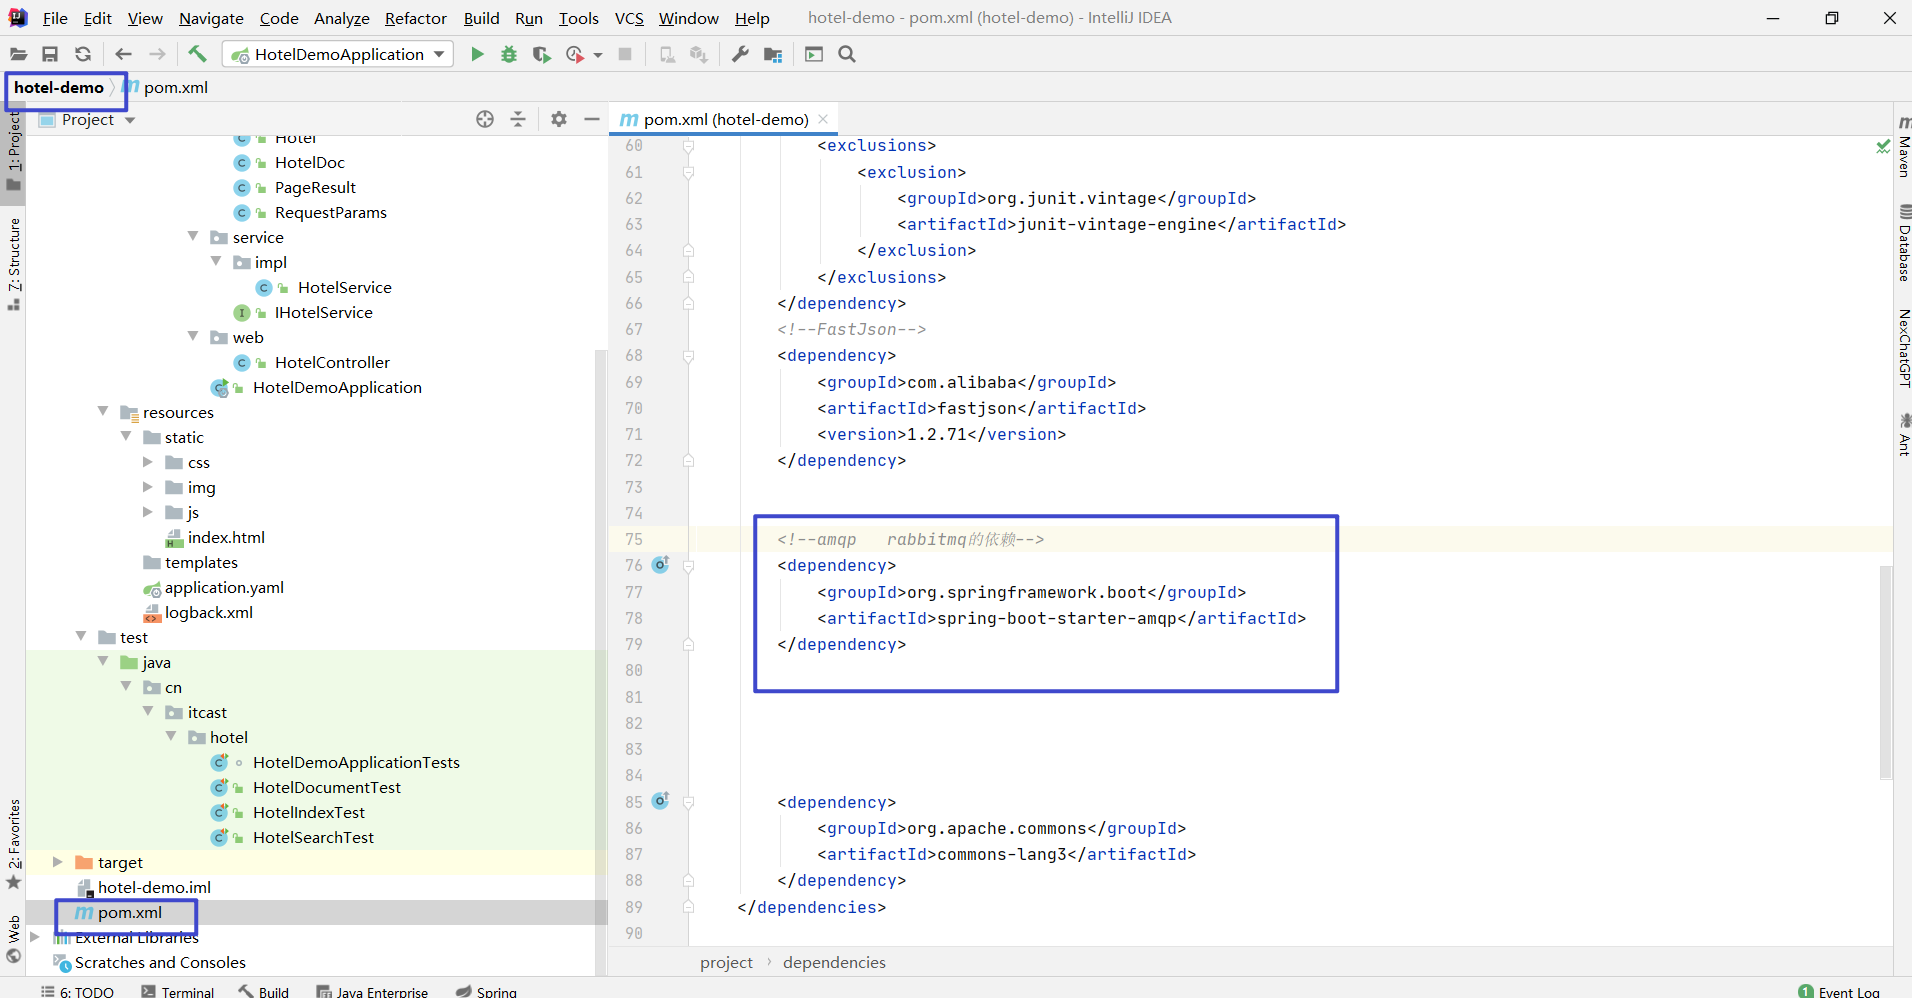 File Edit View Navigate Code Analyze Refactor Build Run Tools VCS Window Help hotel-demo - pom.xml (hotel-demo) - IntelliJ IDEA
HotelDemoApplication
hotel-demo pom.xml
Project
Hotel
HotelDoc
PageResult
RequestParams
service
impl
HotelService
IHotelService
web
HotelController
HotelDemoApplication
resources
static
css
img
js
index.html
templates
application.yaml
logback.xml
test
java
cn
itcast
hotel
HotelDemoApplicationTests
HotelDocumentTest
HotelIndexTest
HotelSearchTest
target
hotel-demo.iml
pom.xml
External Libraries
Scratches and Consoles
1: Project
7: Structure
2: Favorites
Web
pom.xml (hotel-demo)
60 <exclusions>
61 <exclusion>
62 <groupId>org.junit.vintage</groupId>
63 <artifactId>junit-vintage-engine</artifactId>
64 </exclusion>
65 </exclusions>
66 </dependency>
67 <!--FastJson-->
68 <dependency>
69 <groupId>com.alibaba</groupId>
70 <artifactId>fastjson</artifactId>
71 <version>1.2.71</version>
72 </dependency>
73
74
75 <!--amqp   rabbitmq的依赖-->
76 <dependency>
77 <groupId>org.springframework.boot</groupId>
78 <artifactId>spring-boot-starter-amqp</artifactId>
79 </dependency>
80
81
82
83
84
85 <dependency>
86 <groupId>org.apache.commons</groupId>
87 <artifactId>commons-lang3</artifactId>
88 </dependency>
89 </dependencies>
90
project › dependencies
Maven
Database
NexChatGPT
Ant
6: TODO Terminal Build Java Enterprise Spring 1 Event Log